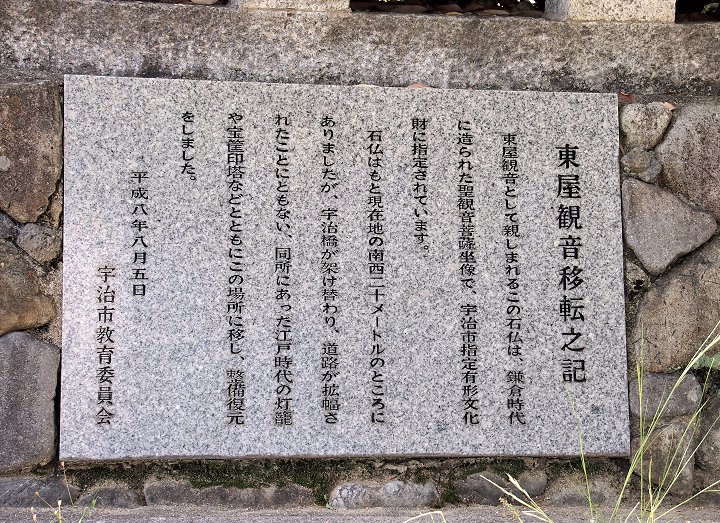 東屋観音移転之記
東屋観音として親しまれるこの石仏は、鎌倉時代
に造られた聖観音菩薩坐像で、宇治市指定有形文化
財に指定されています。
石仏はもと現在地の南西二十メートルのところに
ありましたが、宇治橋が架け替わり、道路が拡幅さ
れたことにともない、同所にあった江戸時代の灯籠
や宝篋印塔などとともにこの場所に移し、整備復元
をしました。
平成八年八月五日
宇治市教育委員会